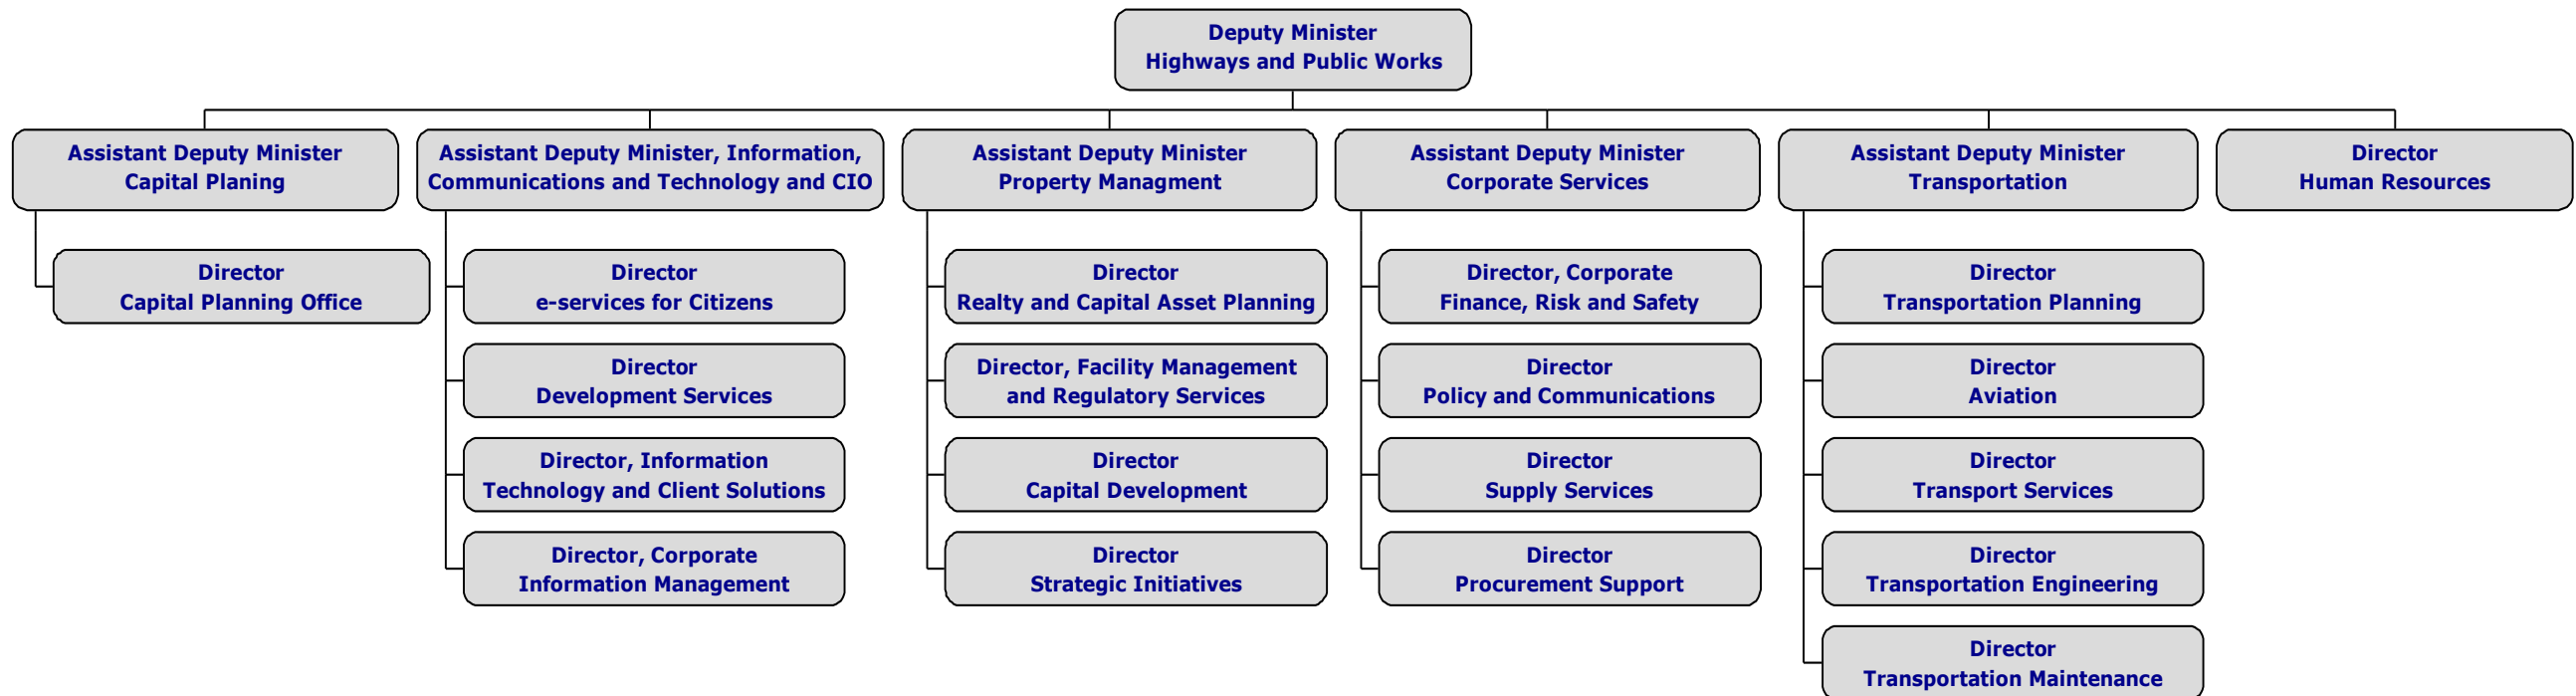 Deputy Minister
Highways and Public Works
Assistant Deputy Minister
Capital Planing
Assistant Deputy Minister, Information,
Communications and Technology and CIO
Assistant Deputy Minister
Property Managment
Assistant Deputy Minister
Corporate Services
Assistant Deputy Minister
Transportation
Director
Human Resources
Director
Capital Planning Office
Director
e-services for Citizens
Director
Development Services
Director, Information
Technology and Client Solutions
Director, Corporate
Information Management
Director
Realty and Capital Asset Planning
Director, Facility Management
and Regulatory Services
Director
Capital Development
Director
Strategic Initiatives
Director, Corporate
Finance, Risk and Safety
Director
Policy and Communications
Director
Supply Services
Director
Procurement Support
Director
Transportation Planning
Director
Aviation
Director
Transport Services
Director
Transportation Engineering
Director
Transportation Maintenance